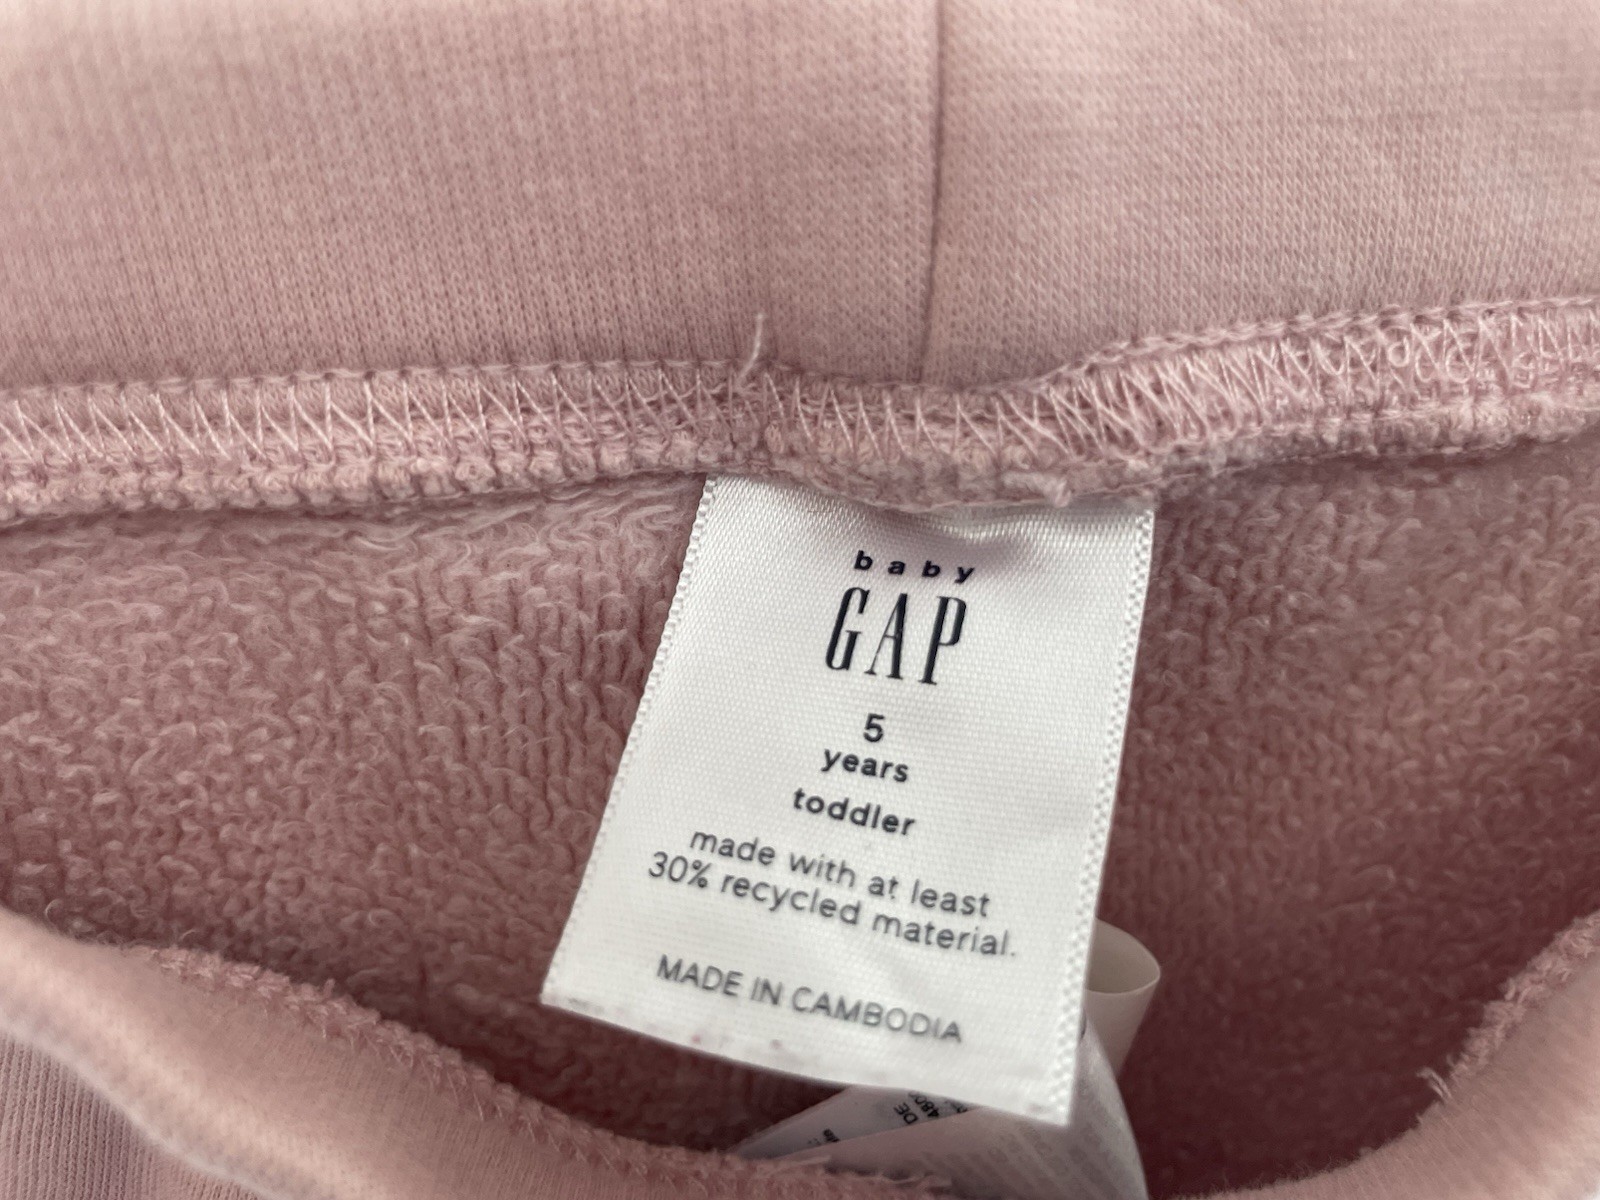 baby
GAP
5
years
toddler
made with at least
30% recycled material.
MADE IN CAMBODIA